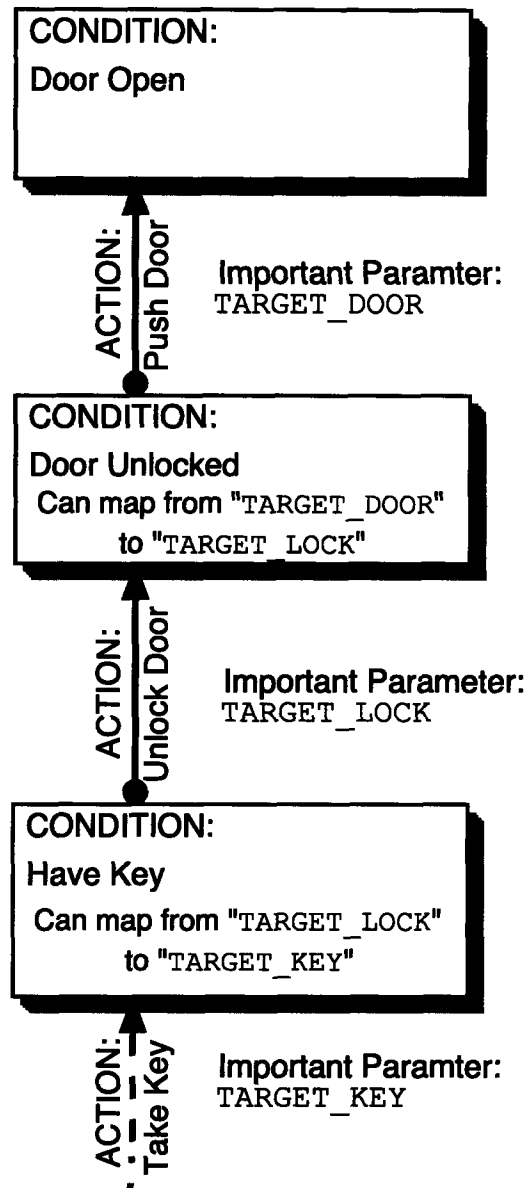 CONDITION:
Door Open
ACTION:
Push Door
Important Paramter:
TARGET_DOOR
CONDITION:
Door Unlocked
Can map from "TARGET_DOOR"
to "TARGET_LOCK"
ACTION:
Unlock Door
Important Parameter:
TARGET_LOCK
CONDITION:
Have Key
Can map from "TARGET_LOCK"
to "TARGET_KEY"
ACTION:
Take Key
Important Paramter:
TARGET_KEY